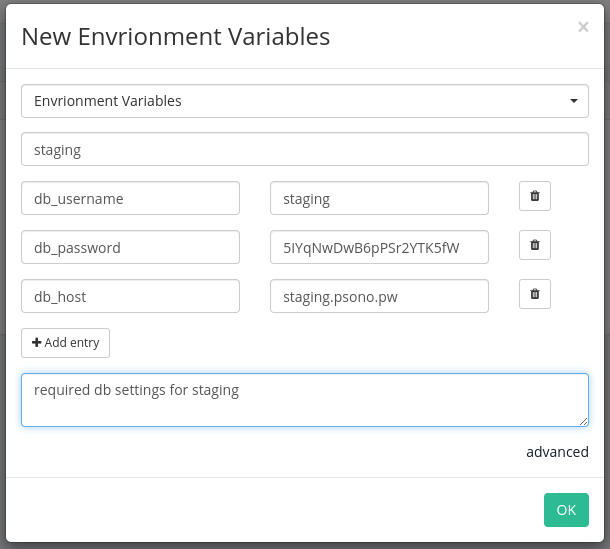 New Envrionment Variables
×
Envrionment Variables
staging
db_username staging
db_password 5IYqNwDwB6pPSr2YTK5fW
db_host staging.psono.pw
Add entry
required db settings for staging
advanced
OK